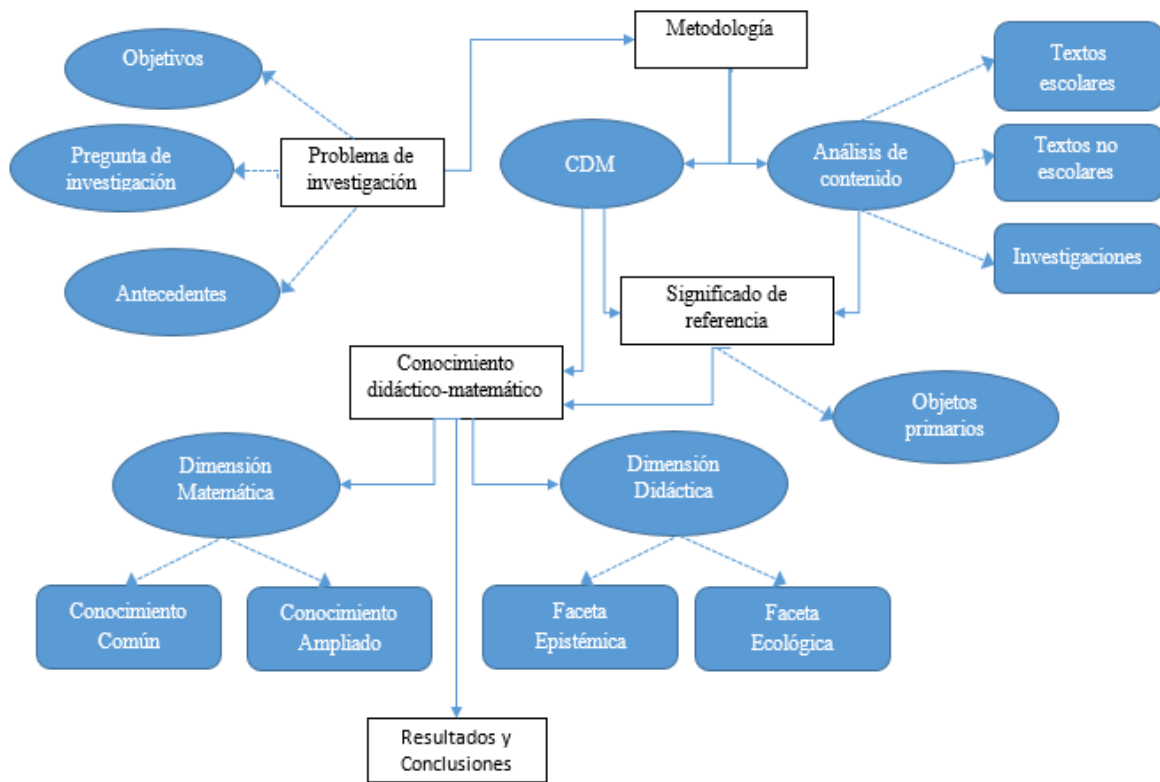 Metodología
Objetivos
Textos
escolares
Pregunta de
investigación
Problema de
investigación
CDM
Análisis de
contenido
Textos no
escolares
Antecedentes
Investigaciones
Significado de
referencia
Conocimiento
didáctico-matemático
Objetos
primarios
Dimensión
Matemática
Dimensión
Didáctica
Conocimiento
Común
Conocimiento
Ampliado
Faceta
Epistémica
Faceta
Ecológica
Resultados y
Conclusiones